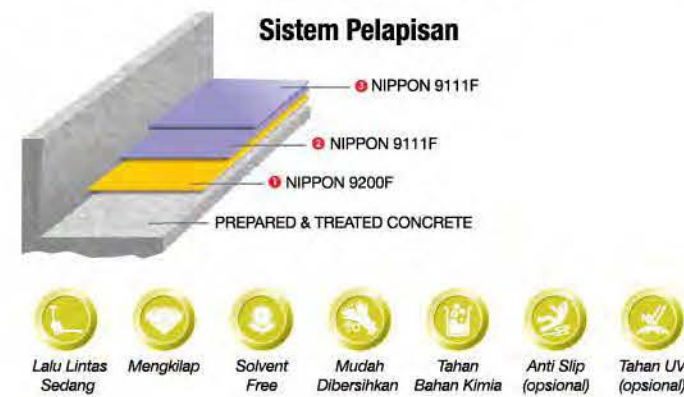 Sistem Pelapisan
3 NIPPON 9111F
2 NIPPON 9111F
1 NIPPON 9200F
PREPARED & TREATED CONCRETE
Lalu Lintas
Sedang
Mengkilap
Solvent
Free
Mudah
Dibersihkan
Tahan
Bahan Kimia
Anti Slip
(opsional)
Tahan UV
(opsional)